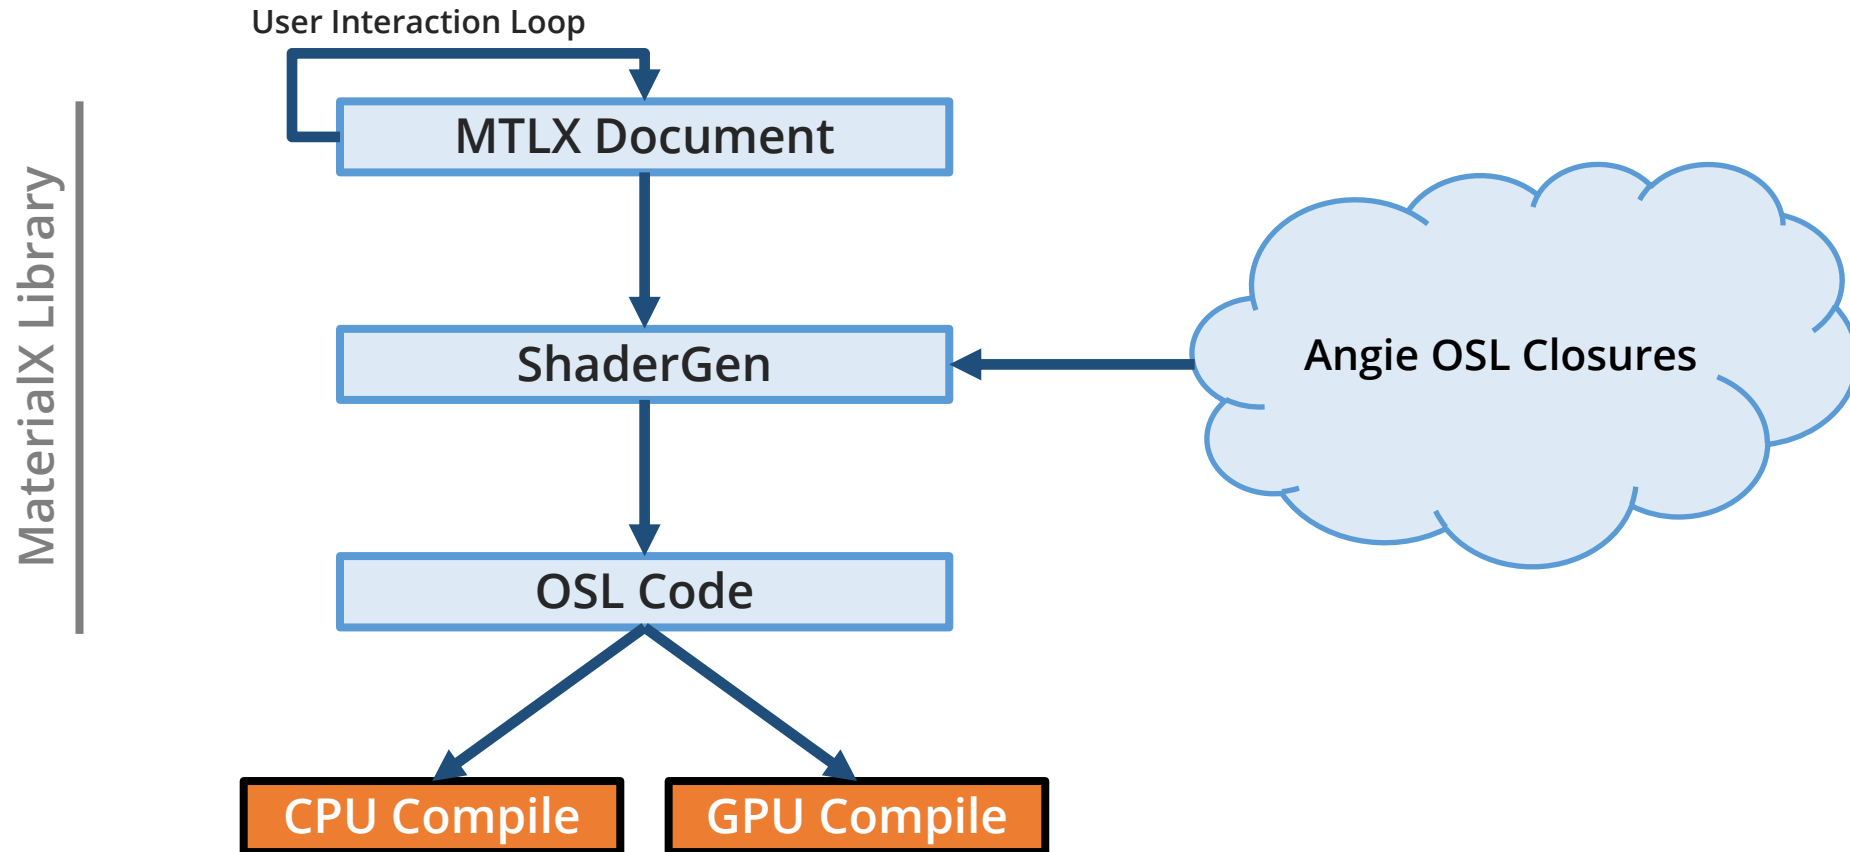 User Interaction Loop
MTLX Document
MaterialX Library
ShaderGen
Angie OSL Closures
OSL Code
CPU Compile
GPU Compile